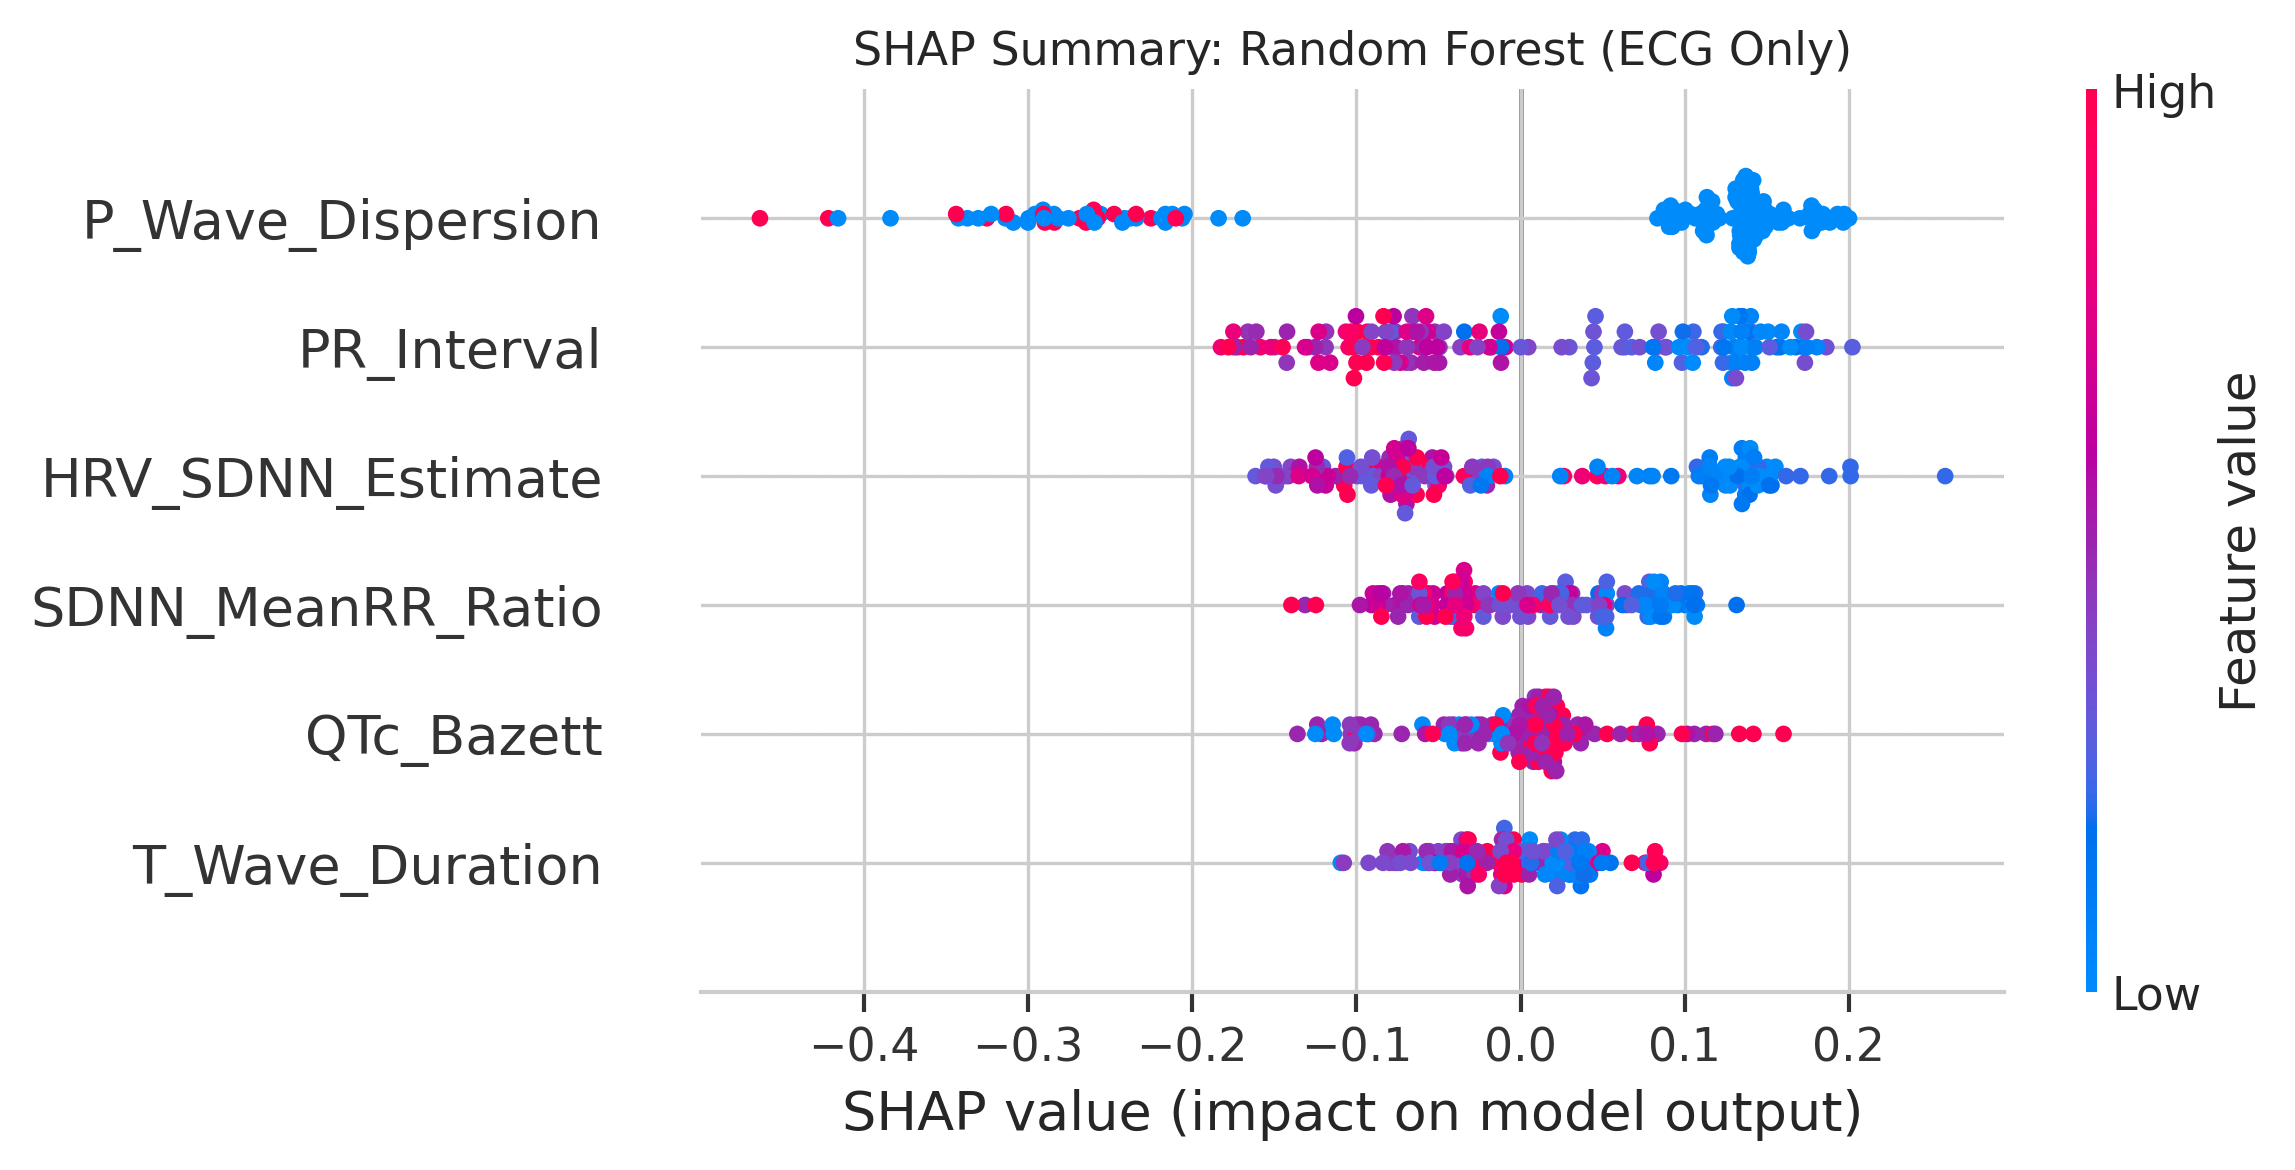 SHAP Summary: Random Forest (ECG Only)
High
P_Wave_Dispersion
PR_Interval
HRV_SDNN_Estimate
SDNN_MeanRR_Ratio
QTc_Bazett
T_Wave_Duration
Feature value
Low
−0.4 −0.3 −0.2 −0.1 0.0 0.1 0.2
SHAP value (impact on model output)